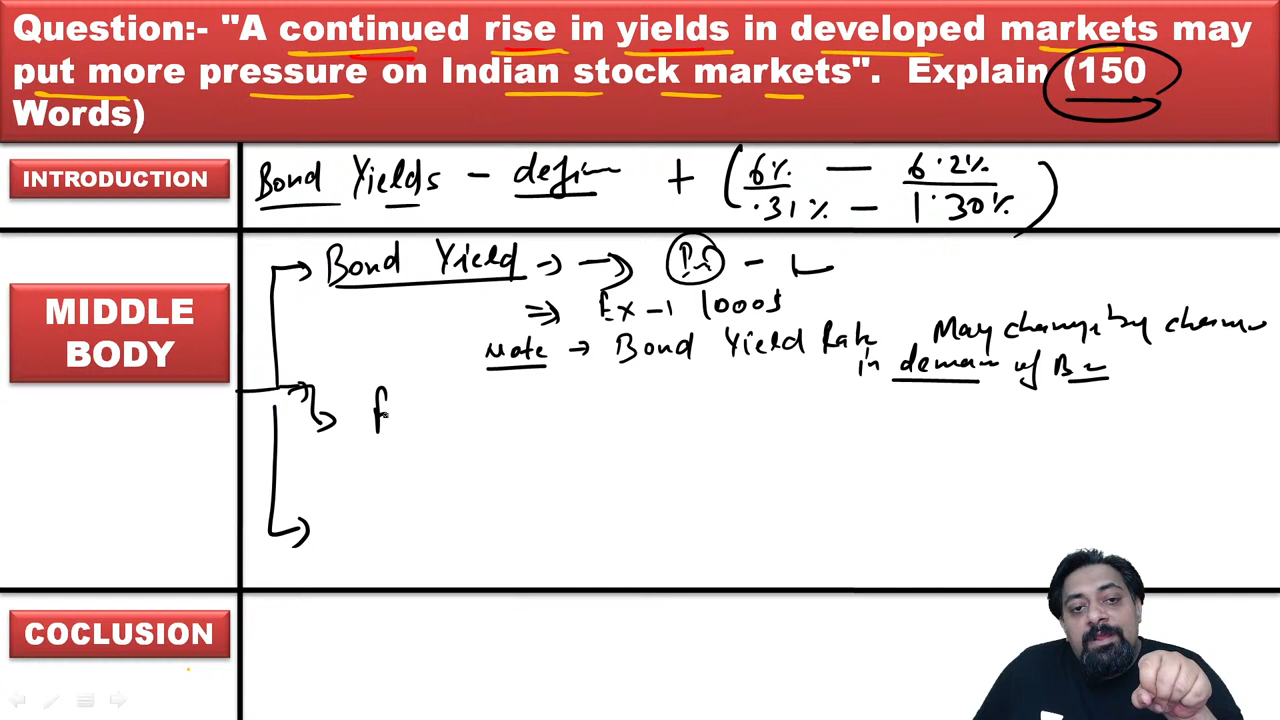 Question:- "A continued rise in yields in developed markets may
put more pressure on Indian stock markets". Explain (150
Words)
INTRODUCTION
Bond Yields - define + (6% — 6.2%
.31% — 1.30%)
MIDDLE
BODY
Bond Yield
Ex-1 1000$
Note → Bond Yield Rate May change by change
in demand of
COCLUSION